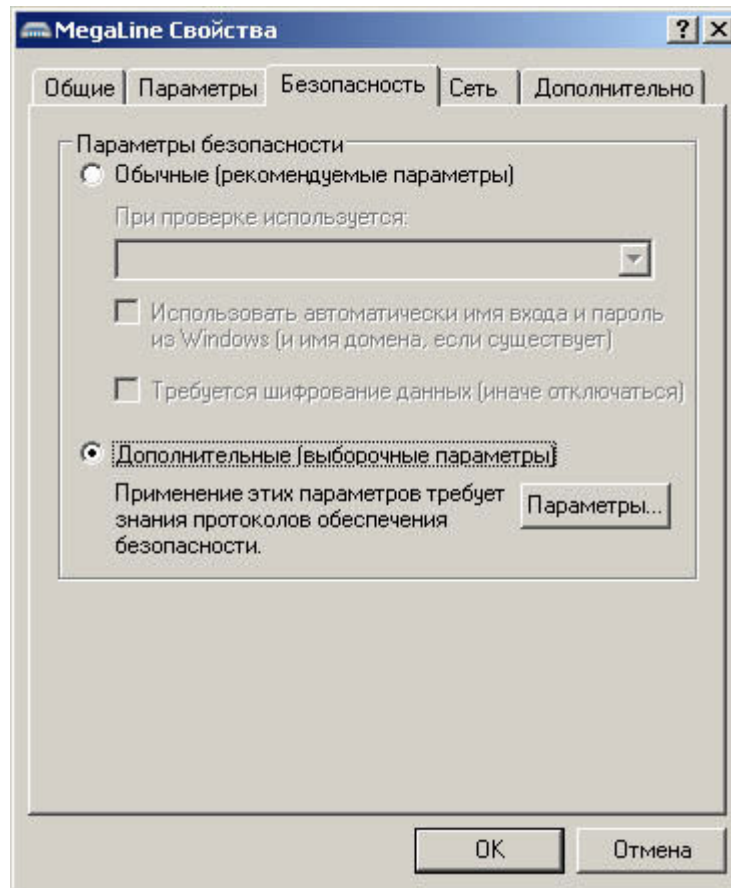 MegaLine Свойства
Общие
Параметры
Безопасность
Сеть
Дополнительно
Параметры безопасности
Обычные (рекомендуемые параметры)
При проверке используется:
Использовать автоматически имя входа и пароль
из Windows (и имя домена, если существует)
Требуется шифрование данных (иначе отключаться)
Дополнительные (выборочные параметры)
Применение этих параметров требует
знания протоколов обеспечения
безопасности.
Параметры...
OK
Отмена